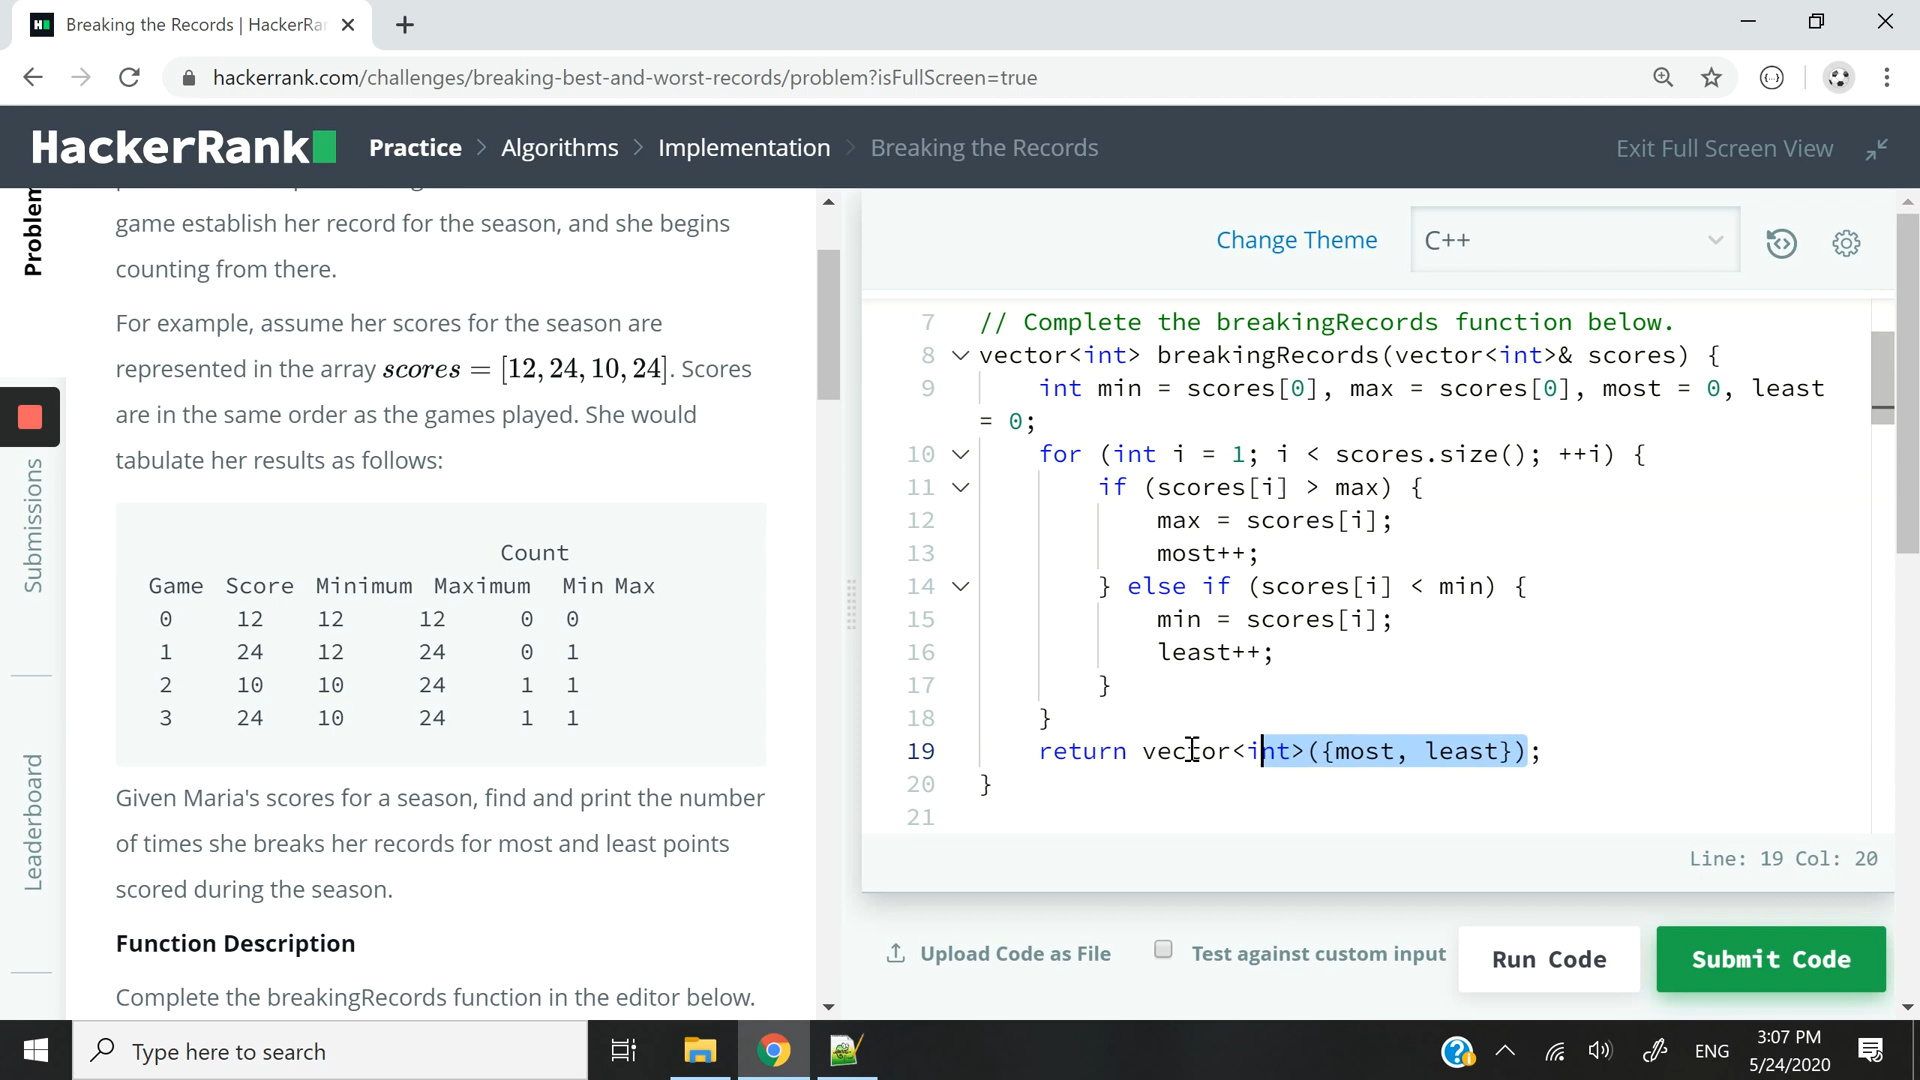 Breaking the Records | HackerRa
hackerrank.com/challenges/breaking-best-and-worst-records/problem?isFullScreen=true
HackerRank
Practice > Algorithms > Implementation > Breaking the Records
Exit Full Screen View
Problem
Submissions
Leaderboard
game establish her record for the season, and she begins
counting from there.
For example, assume her scores for the season are
represented in the array scores = [12, 24, 10, 24]. Scores
are in the same order as the games played. She would
tabulate her results as follows:
Count
Game Score Minimum Maximum Min Max
0 12 12 12 0 0
1 24 12 24 0 1
2 10 10 24 1 1
3 24 10 24 1 1
Given Maria's scores for a season, find and print the number
of times she breaks her records for most and least points
scored during the season.
Function Description
Complete the breakingRecords function in the editor below.
Change Theme
C++
7 // Complete the breakingRecords function below.
8 vector<int> breakingRecords(vector<int>& scores) {
9 int min = scores[0], max = scores[0], most = 0, least
= 0;
10 for (int i = 1; i < scores.size(); ++i) {
11 if (scores[i] > max) {
12 max = scores[i];
13 most++;
14 } else if (scores[i] < min) {
15 min = scores[i];
16 least++;
17 }
18 }
19 return vector<int>({most, least});
20 }
21
Line: 19 Col: 20
Upload Code as File
Test against custom input
Run Code
Submit Code
Type here to search
ENG
3:07 PM
5/24/2020